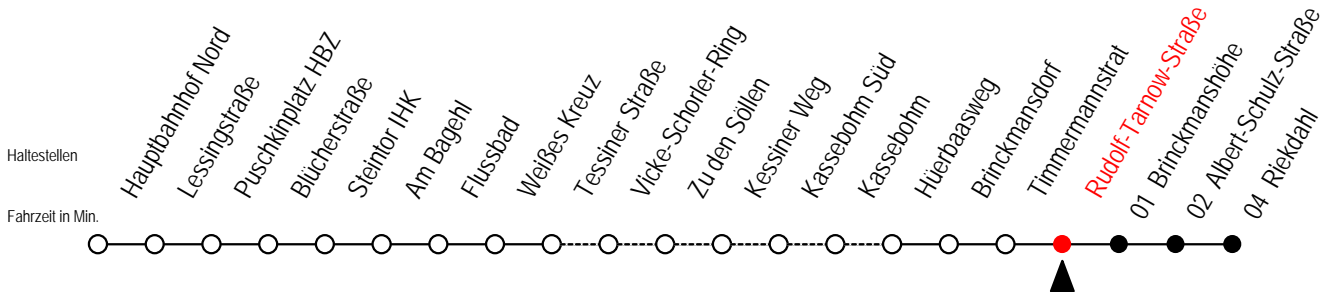 Haltestellen
Fahrzeit in Min.
Hauptbahnhof Nord
Lessingstraße
Puschkinplatz HBZ
Blücherstraße
Steintor IHK
Am Bagehl
Flussbad
Weißes Kreuz
Tessiner Straße
Vicke-Schorler-Ring
Zu den Söllen
Kessiner Weg
Kassebohm Süd
Kassebohm
Hüerbaasweg
Brinckmansdorf
Timmermannstrat
Rudolf-Tarnow-Straße
01 Brinckmanshöhe
02 Albert-Schulz-Straße
04 Riekdahl